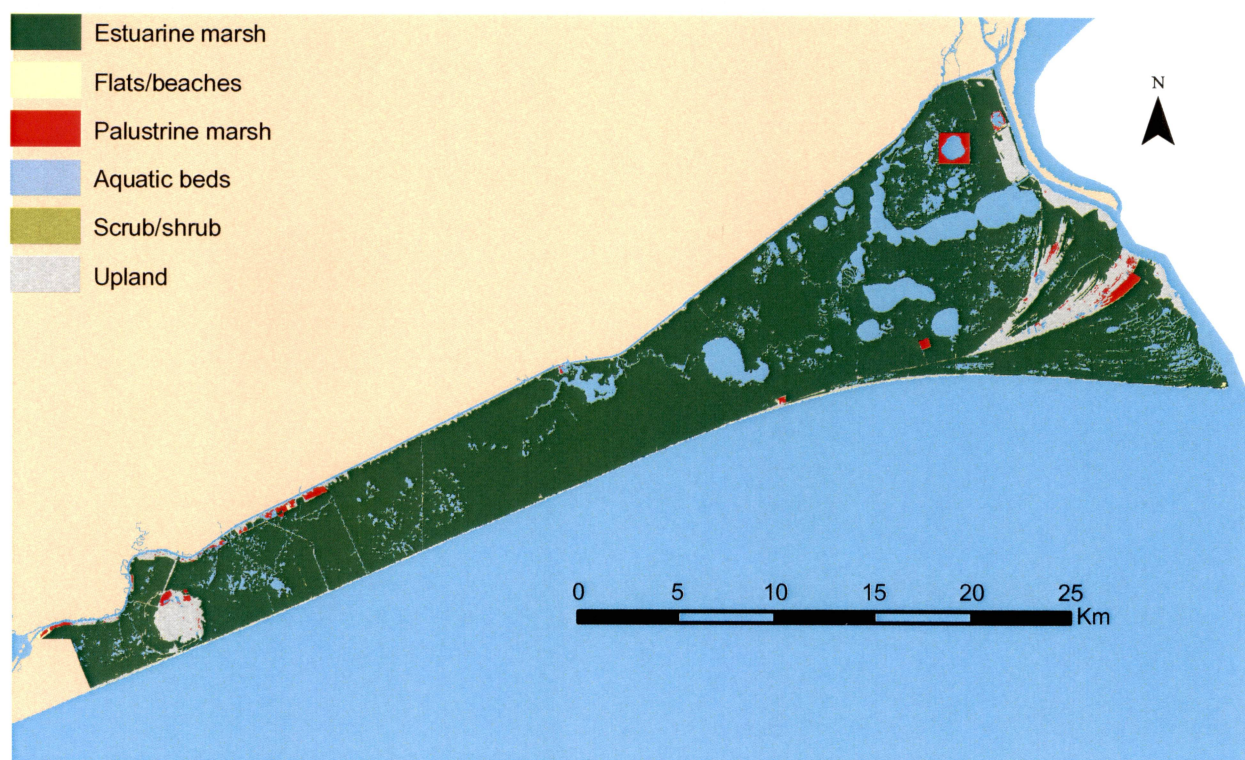 Estuarine marsh
Flats/beaches
Palustrine marsh
Aquatic beds
Scrub/shrub
Upland
N
0 5 10 15 20 25
Km